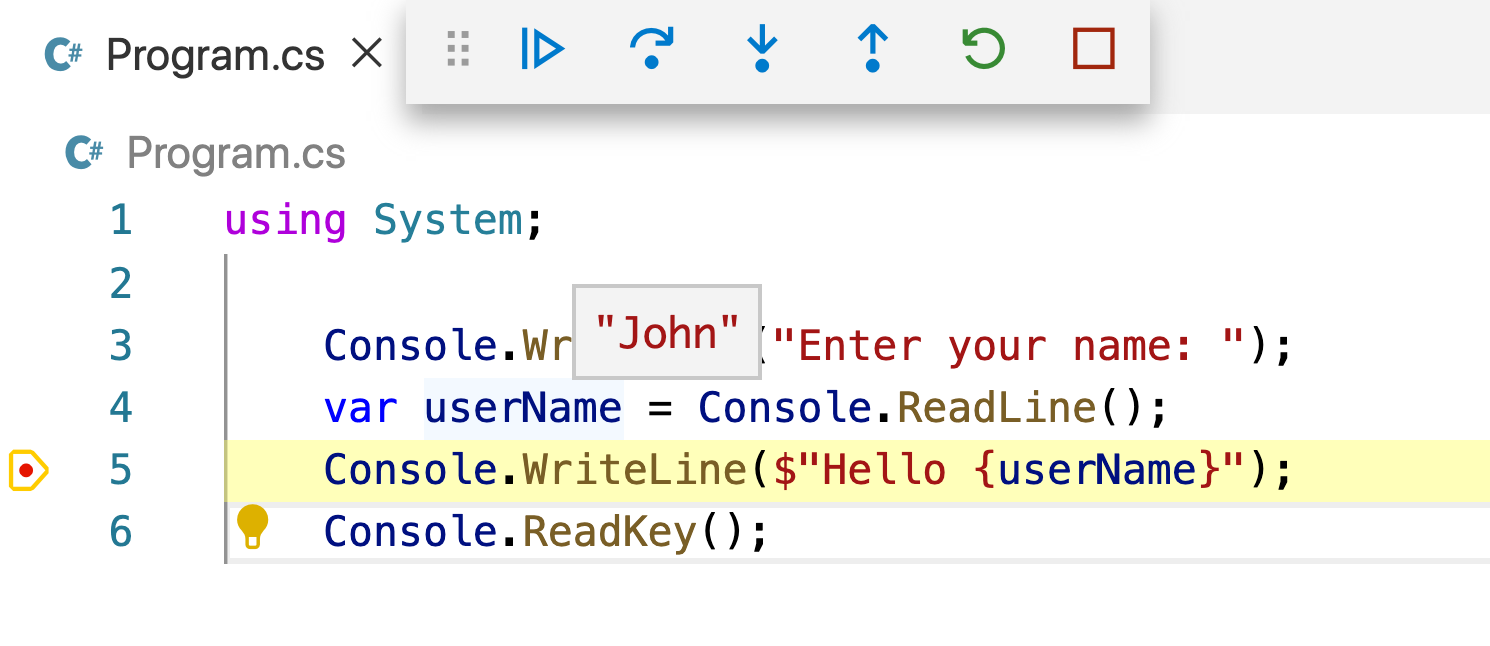 C# Program.cs
C# Program.cs
1 using System;
2
"John"
3 Console.Wr ("Enter your name: ");
4 var userName = Console.ReadLine();
5 Console.WriteLine($"Hello {userName}");
6 Console.ReadKey();